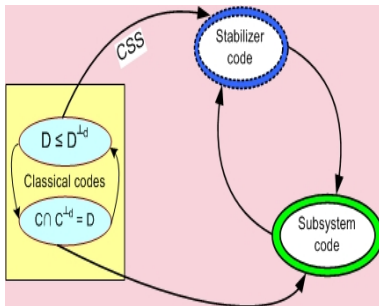 CSS
Stabilizer
code
D ≤ D^⊥d
Classical codes
C∩ C^⊥d = D
Subsystem
code